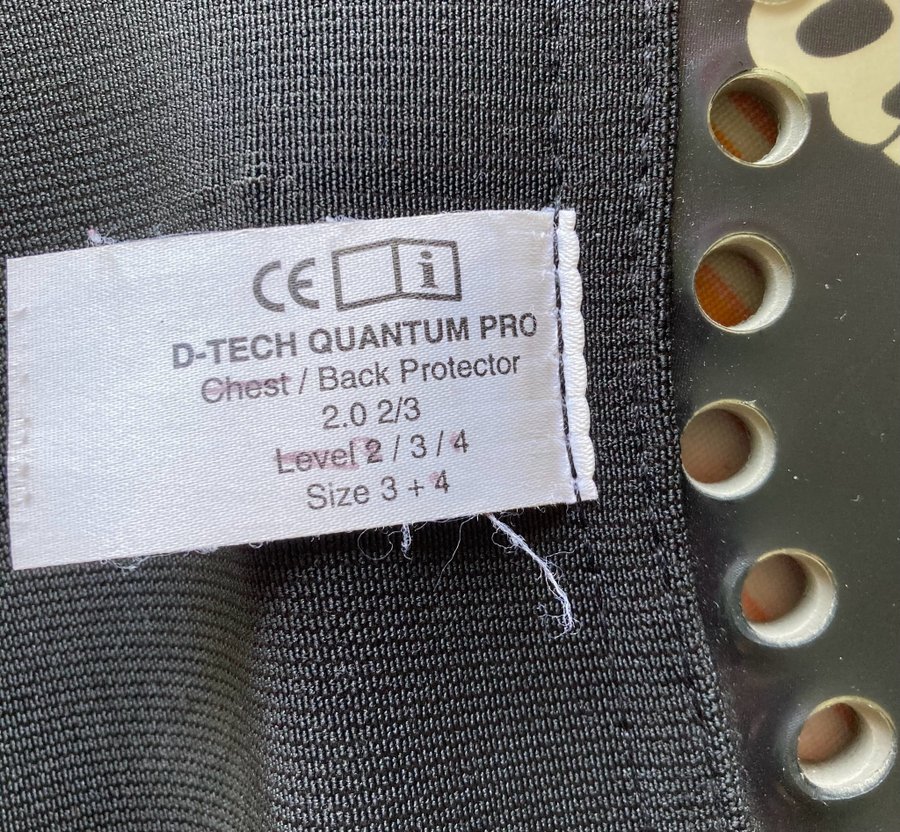 CE i
D-TECH QUANTUM PRO
Chest / Back Protector
2.0 2/3
Level 2 / 3 / 4
Size 3 + 4